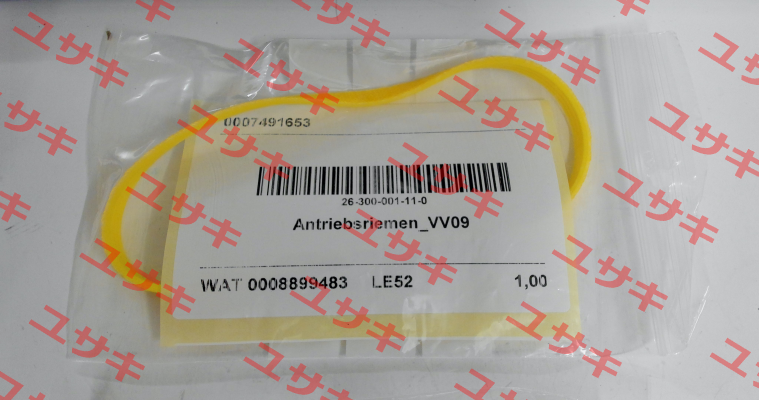 0007491653
26-300-001-11-0
Antriebsriemen_VV09
WAT 0008899483 LE52 1,00
ユサキ